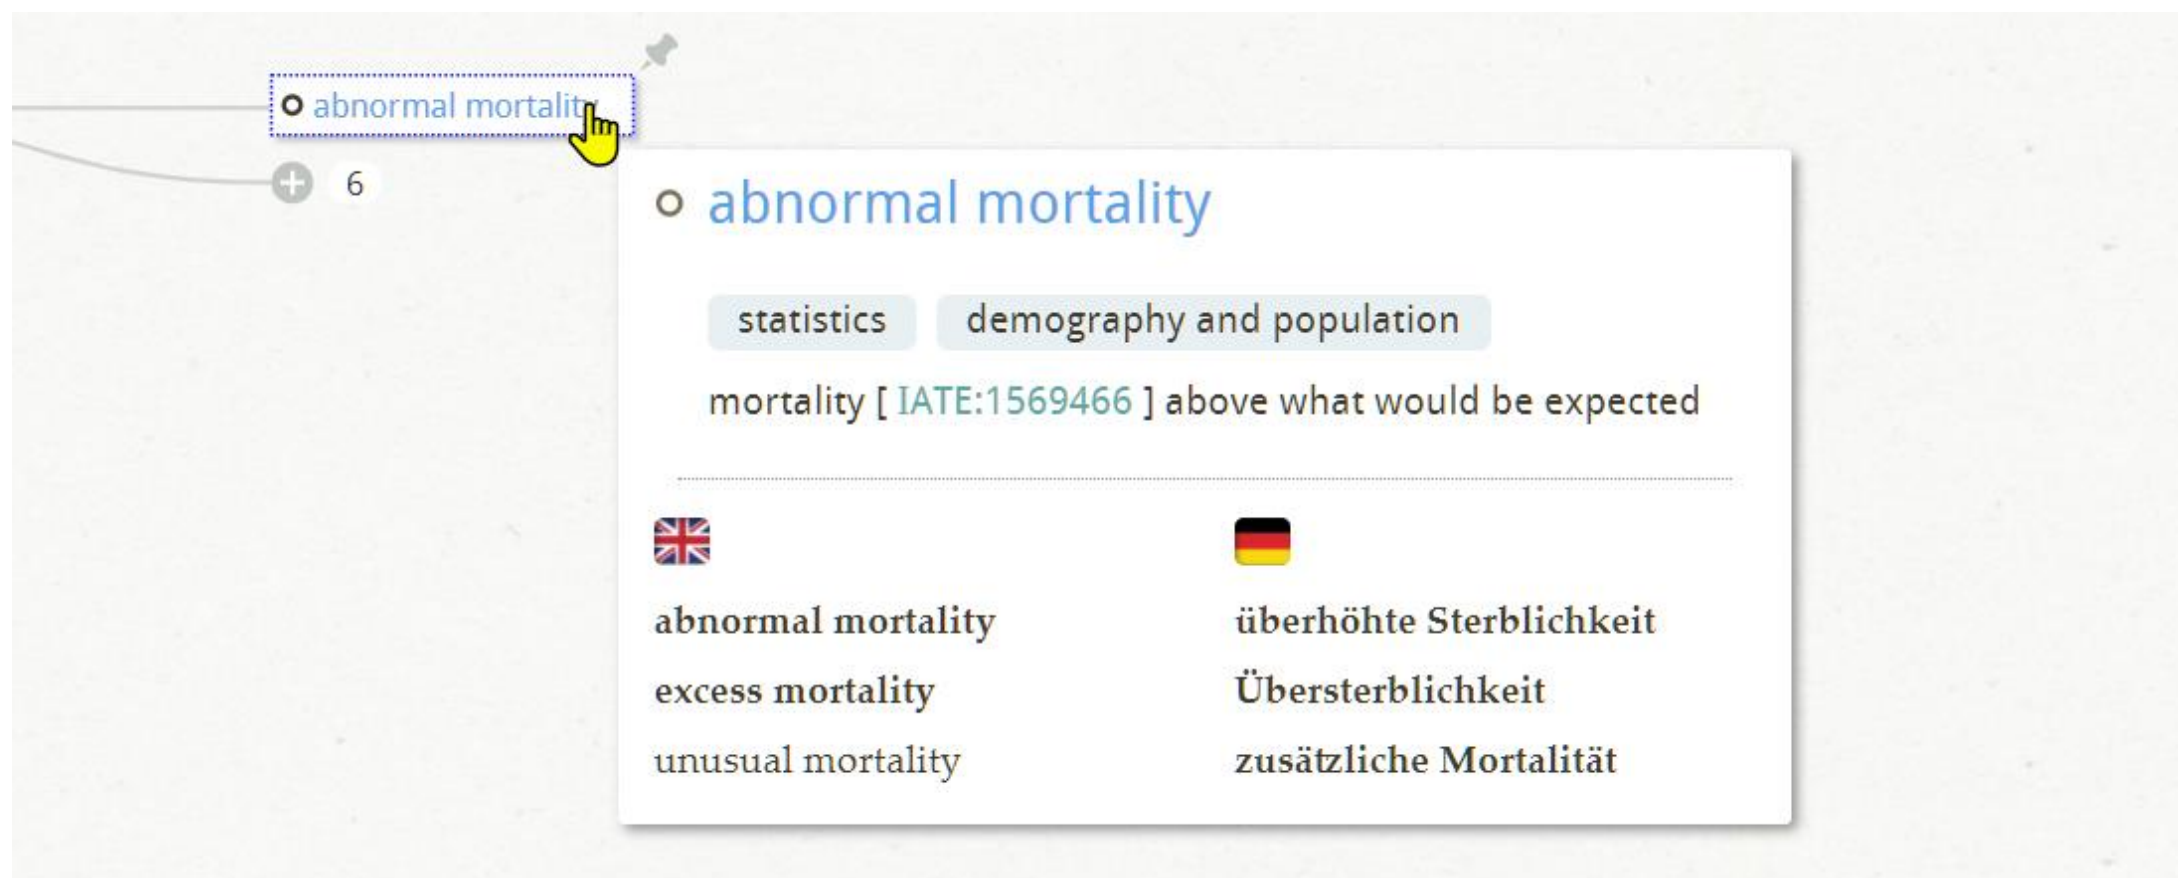 abnormal mortality
6
abnormal mortality
statistics demography and population
mortality [ IATE:1569466 ] above what would be expected
abnormal mortality überhöhte Sterblichkeit
excess mortality Übersterblichkeit
unusual mortality zusätzliche Mortalität